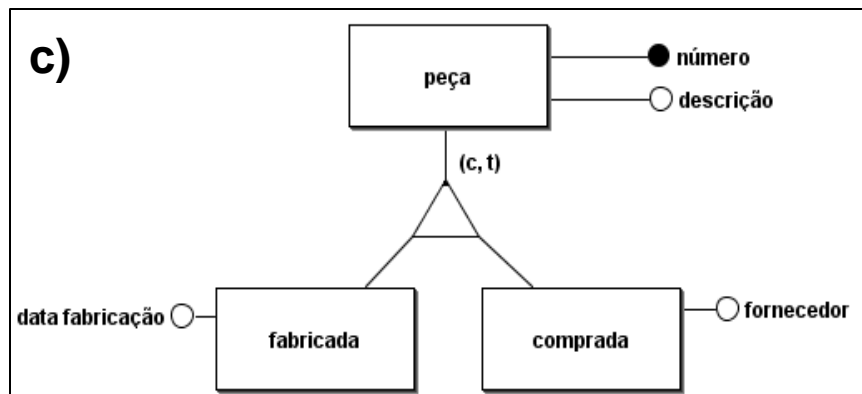 c)
peça
número
descrição
(c, t)
data fabricação
fabricada
comprada
fornecedor